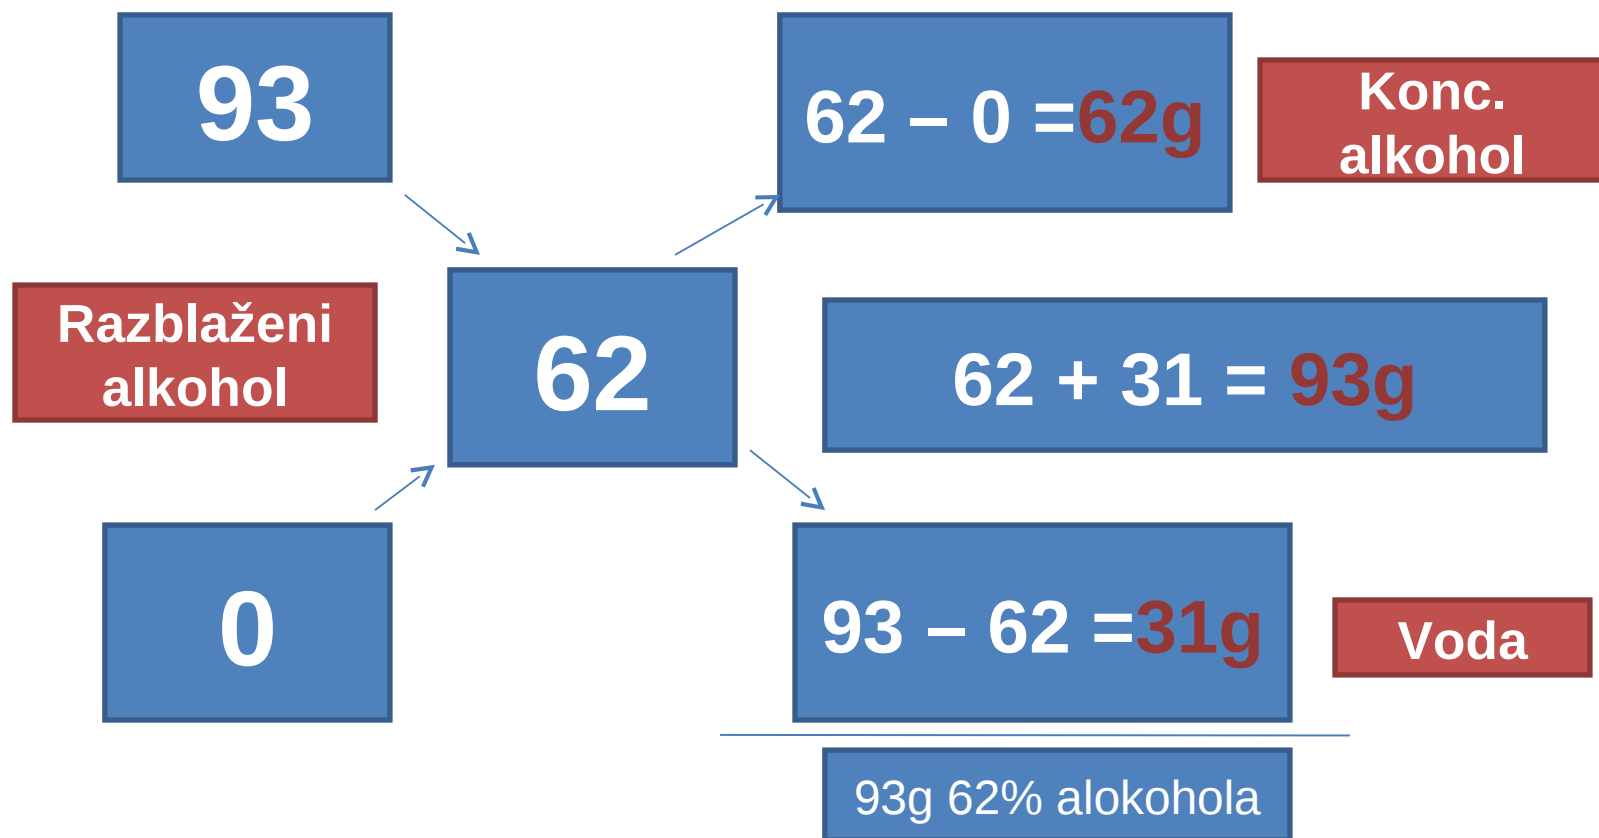 93
62 – 0 =62g
Konc.
alkohol
Razblaženi
alkohol
62
62 + 31 = 93g
0
93 – 62 =31g
Voda
93g 62% alokohola